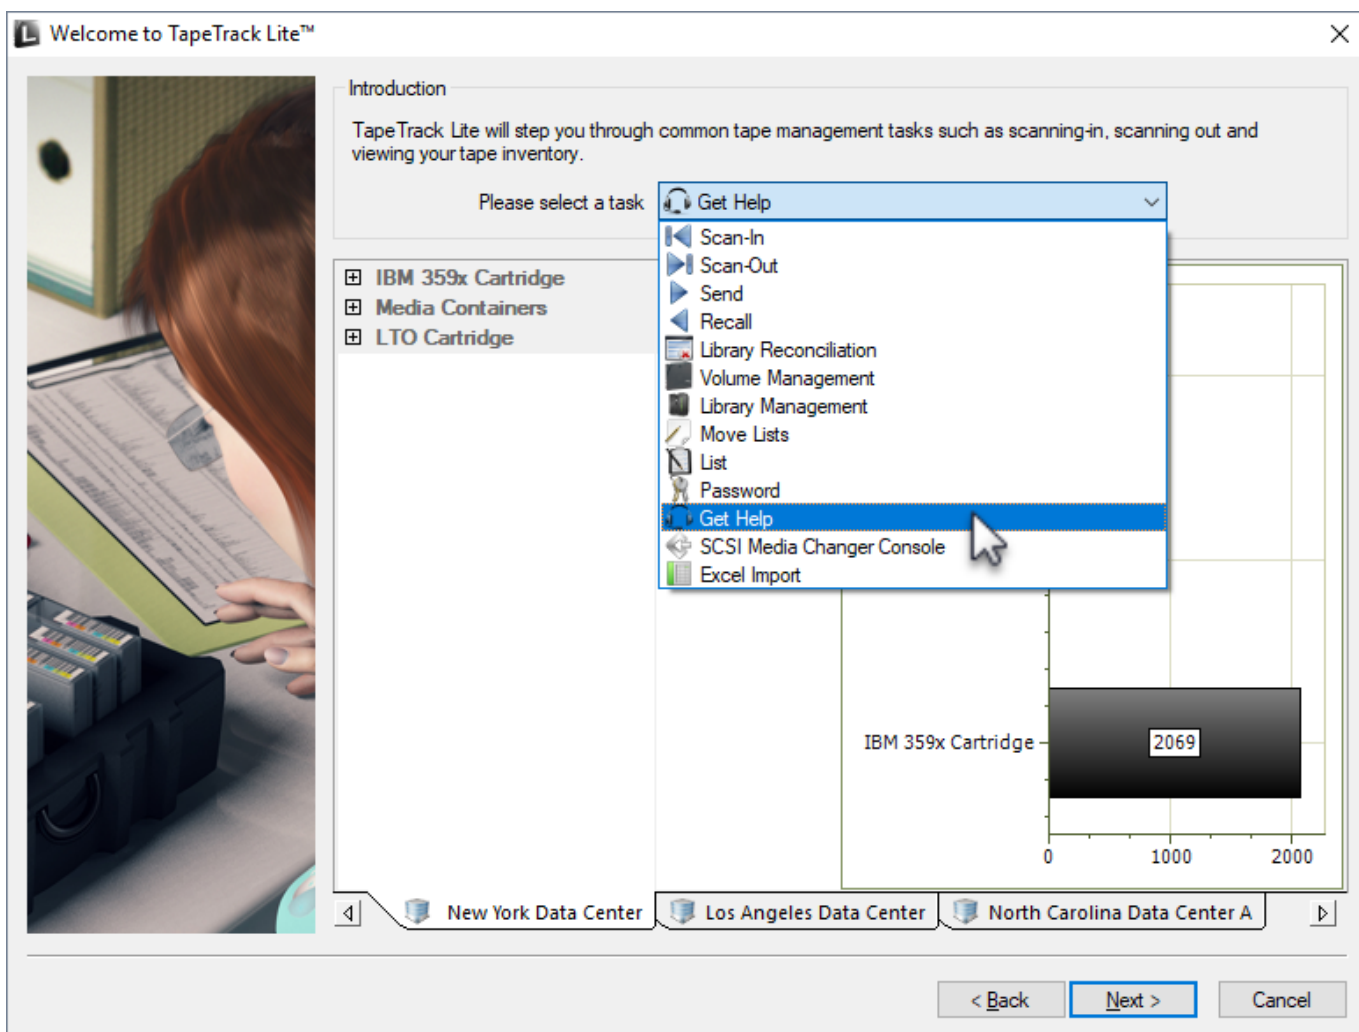 Welcome to TapeTrack Lite™
Introduction
TapeTrack Lite will step you through common tape management tasks such as scanning-in, scanning out and
viewing your tape inventory.
Please select a task
Get Help
Scan-In
Scan-Out
Send
Recall
Library Reconciliation
Volume Management
Library Management
Move Lists
List
Password
Get Help
SCSI Media Changer Console
Excel Import
IBM 359x Cartridge
Media Containers
LTO Cartridge
IBM 359x Cartridge
2069
0 1000 2000
New York Data Center
Los Angeles Data Center
North Carolina Data Center A
< Back
Next >
Cancel